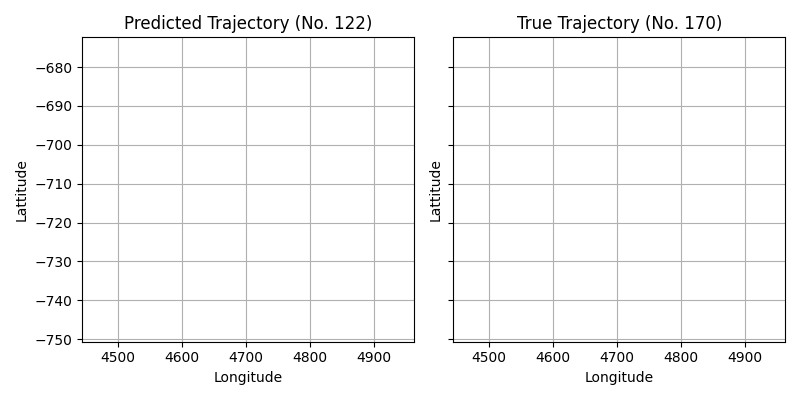 Predicted Trajectory (No. 122)
True Trajectory (No. 170)
−680
−690
−700
−710
−720
−730
−740
−750
Lattitude
4500 4600 4700 4800 4900
Longitude
Lattitude
4500 4600 4700 4800 4900
Longitude